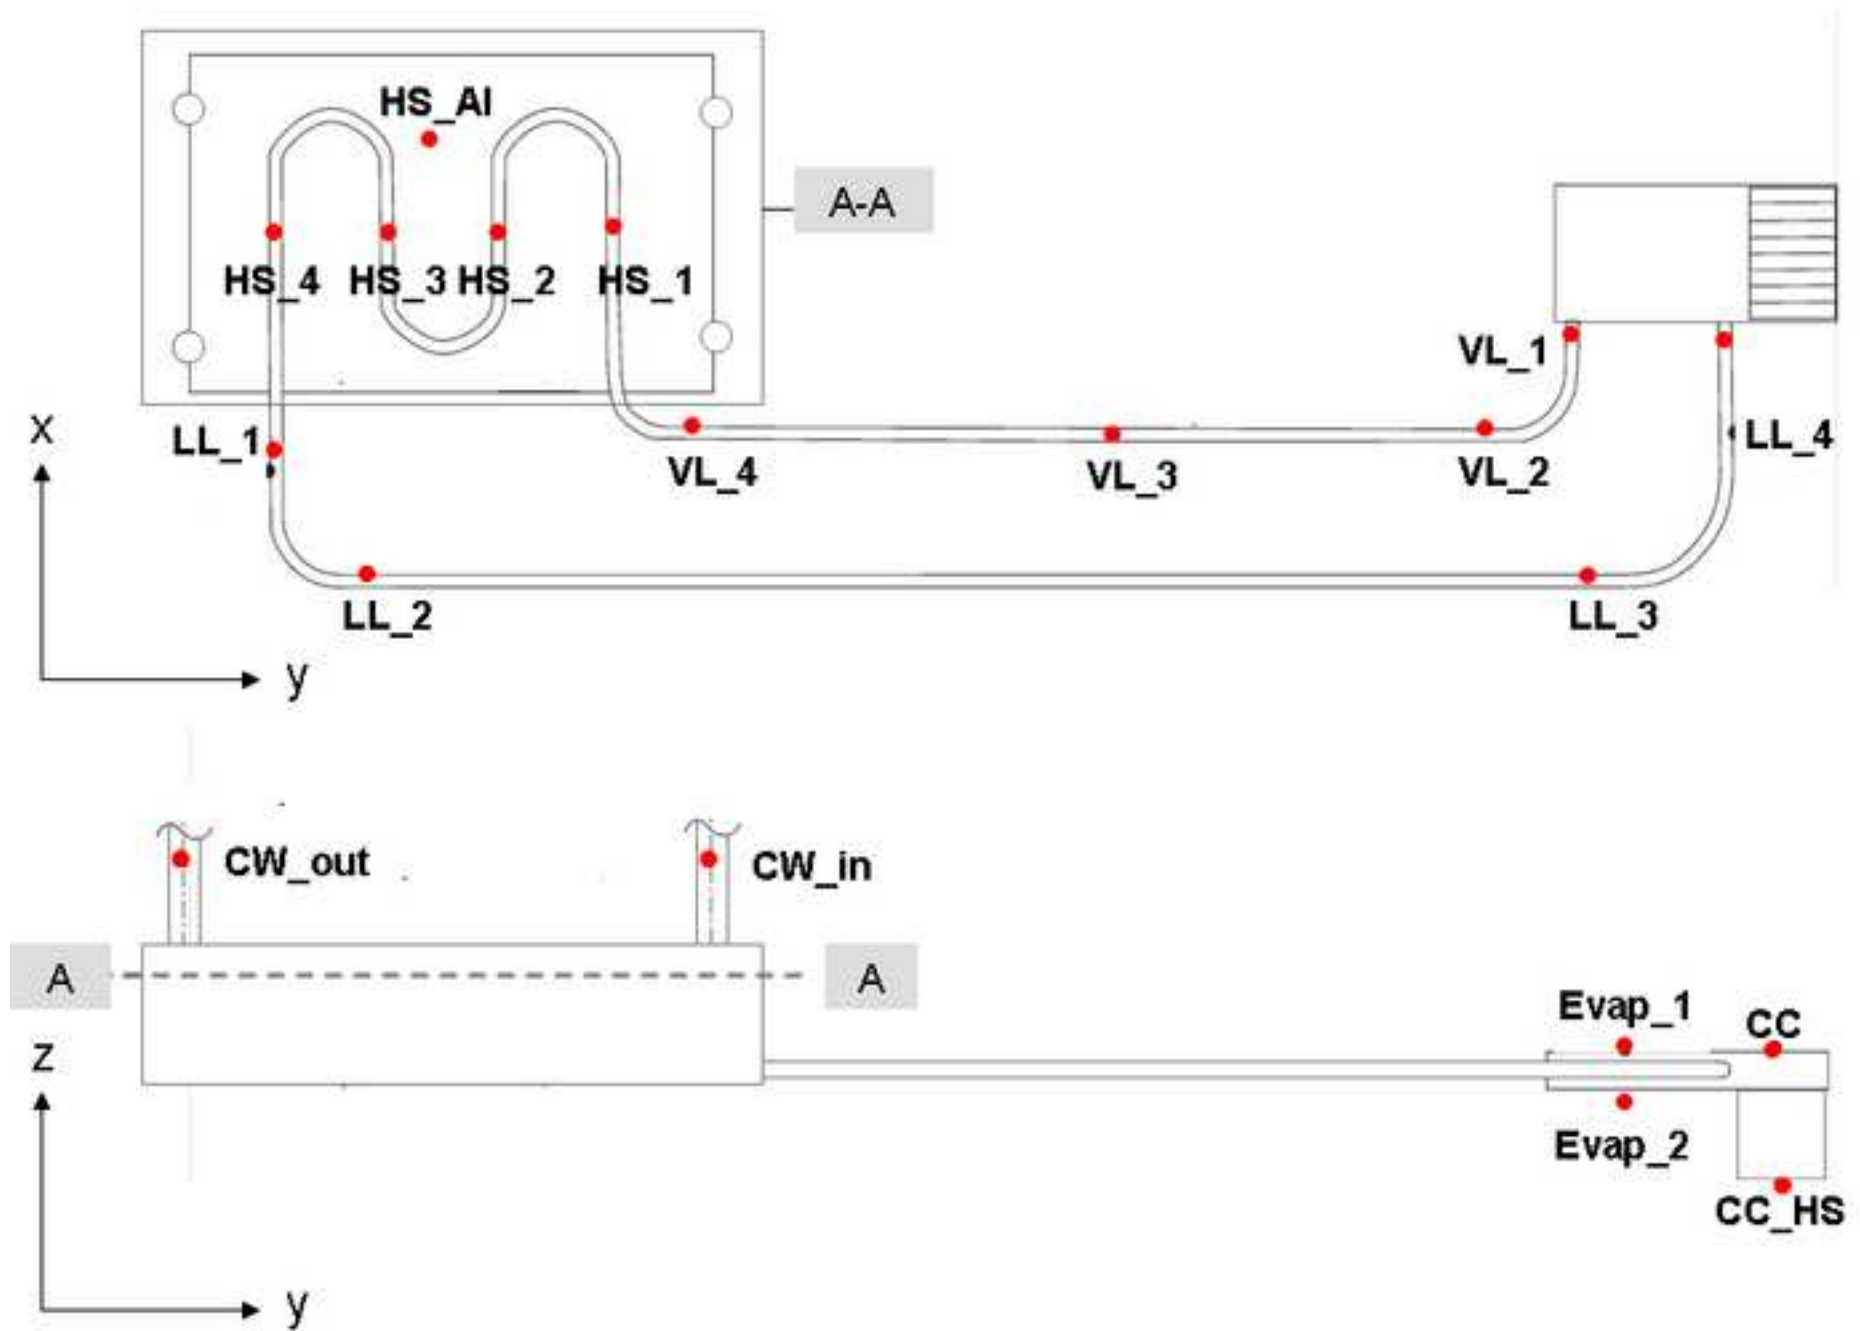 HS_Al
A-A
HS_4 HS_3 HS_2 HS_1
VL_1
x
LL_1 VL_4 VL_3 VL_2 LL_4
LL_2 LL_3
y
CW_out CW_in
A A
Evap_1 CC
z
Evap_2
CC_HS
y